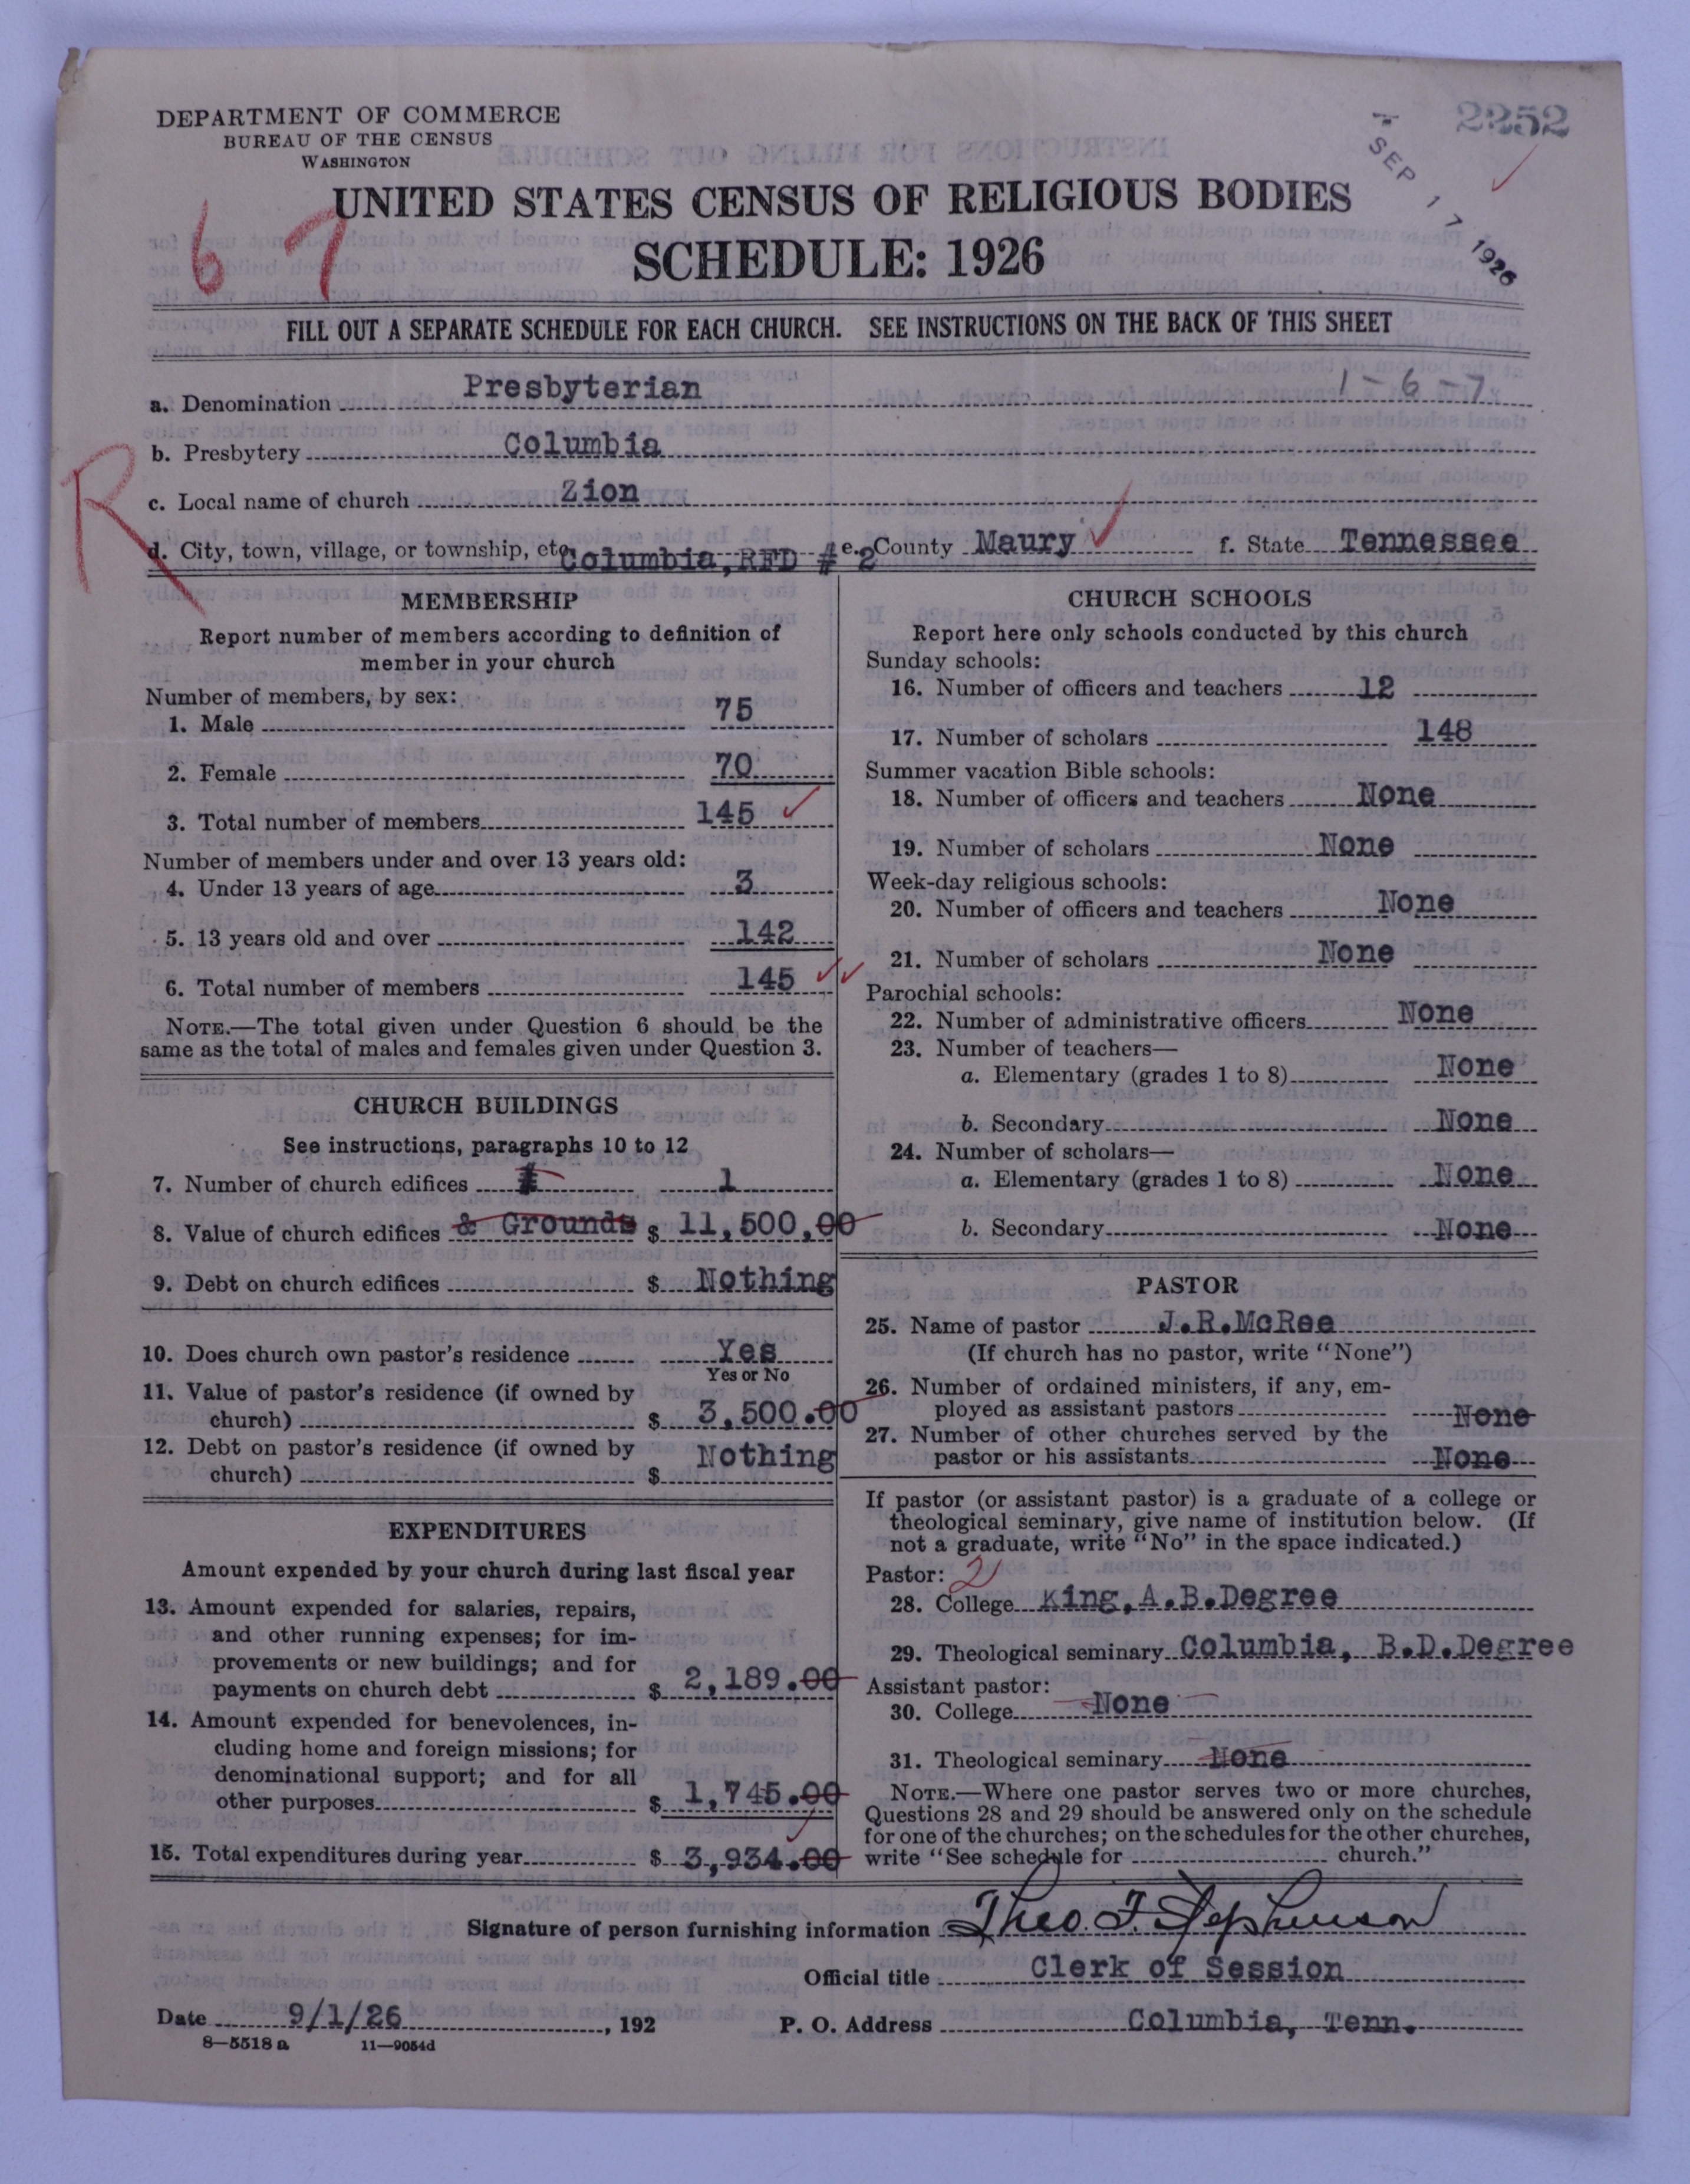 DEPARTMENT OF COMMERCE
BUREAU OF THE CENSUS
WASHINGTON
2252
SEP 17 1926
67
UNITED STATES CENSUS OF RELIGIOUS BODIES
SCHEDULE: 1926
FILL OUT A SEPARATE SCHEDULE FOR EACH CHURCH. SEE INSTRUCTIONS ON THE BACK OF THIS SHEET
a. Denomination Presbyterian 1-6-7
b. Presbytery Columbia
R
c. Local name of church Zion
d. City, town, village, or township, etc. Columbia, RFD # 2 e. County Maury f. State Tennessee
MEMBERSHIP
Report number of members according to definition of
member in your church
Number of members, by sex:
1. Male 75
2. Female 70
3. Total number of members 145
Number of members under and over 13 years old:
4. Under 13 years of age 3
5. 13 years old and over 142
6. Total number of members 145
NOTE.—The total given under Question 6 should be the
same as the total of males and females given under Question 3.
CHURCH BUILDINGS
See instructions, paragraphs 10 to 12
7. Number of church edifices 1
8. Value of church edifices & Grounds $ 11,500,00
9. Debt on church edifices $ Nothing
10. Does church own pastor's residence Yes
Yes or No
11. Value of pastor's residence (if owned by
church) $ 3,500.00
12. Debt on pastor's residence (if owned by
church) $ Nothing
EXPENDITURES
Amount expended by your church during last fiscal year
13. Amount expended for salaries, repairs,
and other running expenses; for im-
provements or new buildings; and for
payments on church debt $ 2,189.00
14. Amount expended for benevolences, in-
cluding home and foreign missions; for
denominational support; and for all
other purposes $ 1,745.00
15. Total expenditures during year $ 3,934.00
CHURCH SCHOOLS
Report here only schools conducted by this church
Sunday schools:
16. Number of officers and teachers 12
17. Number of scholars 148
Summer vacation Bible schools:
18. Number of officers and teachers None
19. Number of scholars None
Week-day religious schools:
20. Number of officers and teachers None
21. Number of scholars None
Parochial schools:
22. Number of administrative officers None
23. Number of teachers—
a. Elementary (grades 1 to 8) None
b. Secondary None
24. Number of scholars—
a. Elementary (grades 1 to 8) None
b. Secondary None
PASTOR
25. Name of pastor J.R.McRee
(If church has no pastor, write "None")
26. Number of ordained ministers, if any, em-
ployed as assistant pastors None
27. Number of other churches served by the
pastor or his assistants None
If pastor (or assistant pastor) is a graduate of a college or
theological seminary, give name of institution below. (If
not a graduate, write "No" in the space indicated.)
Pastor: 2
28. College King, A.B.Degree
29. Theological seminary Columbia, B.D.Degree
Assistant pastor:
30. College None
31. Theological seminary None
NOTE.—Where one pastor serves two or more churches,
Questions 28 and 29 should be answered only on the schedule
for one of the churches; on the schedules for the other churches,
write "See schedule for church."
Signature of person furnishing information Theo. F. Stephenson
Official title Clerk of Session
Date 9/1/26, 192 P. O. Address Columbia, Tenn.
8—5518 a 11—9054d